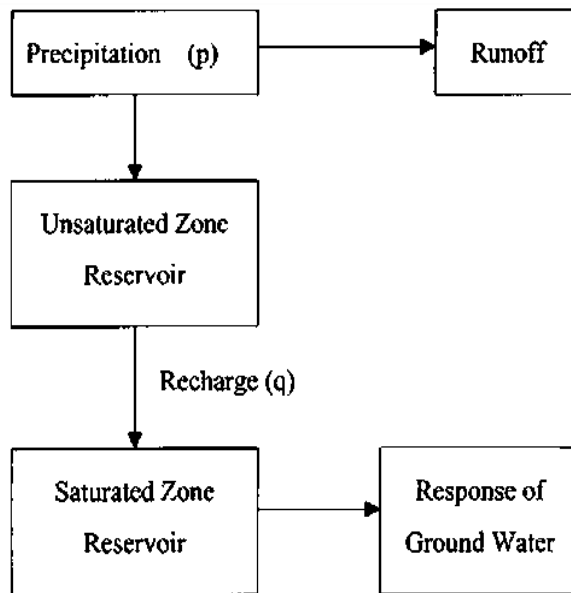 Precipitation (p)
Runoff
Unsaturated Zone
Reservoir
Recharge (q)
Saturated Zone
Reservoir
Response of
Ground Water